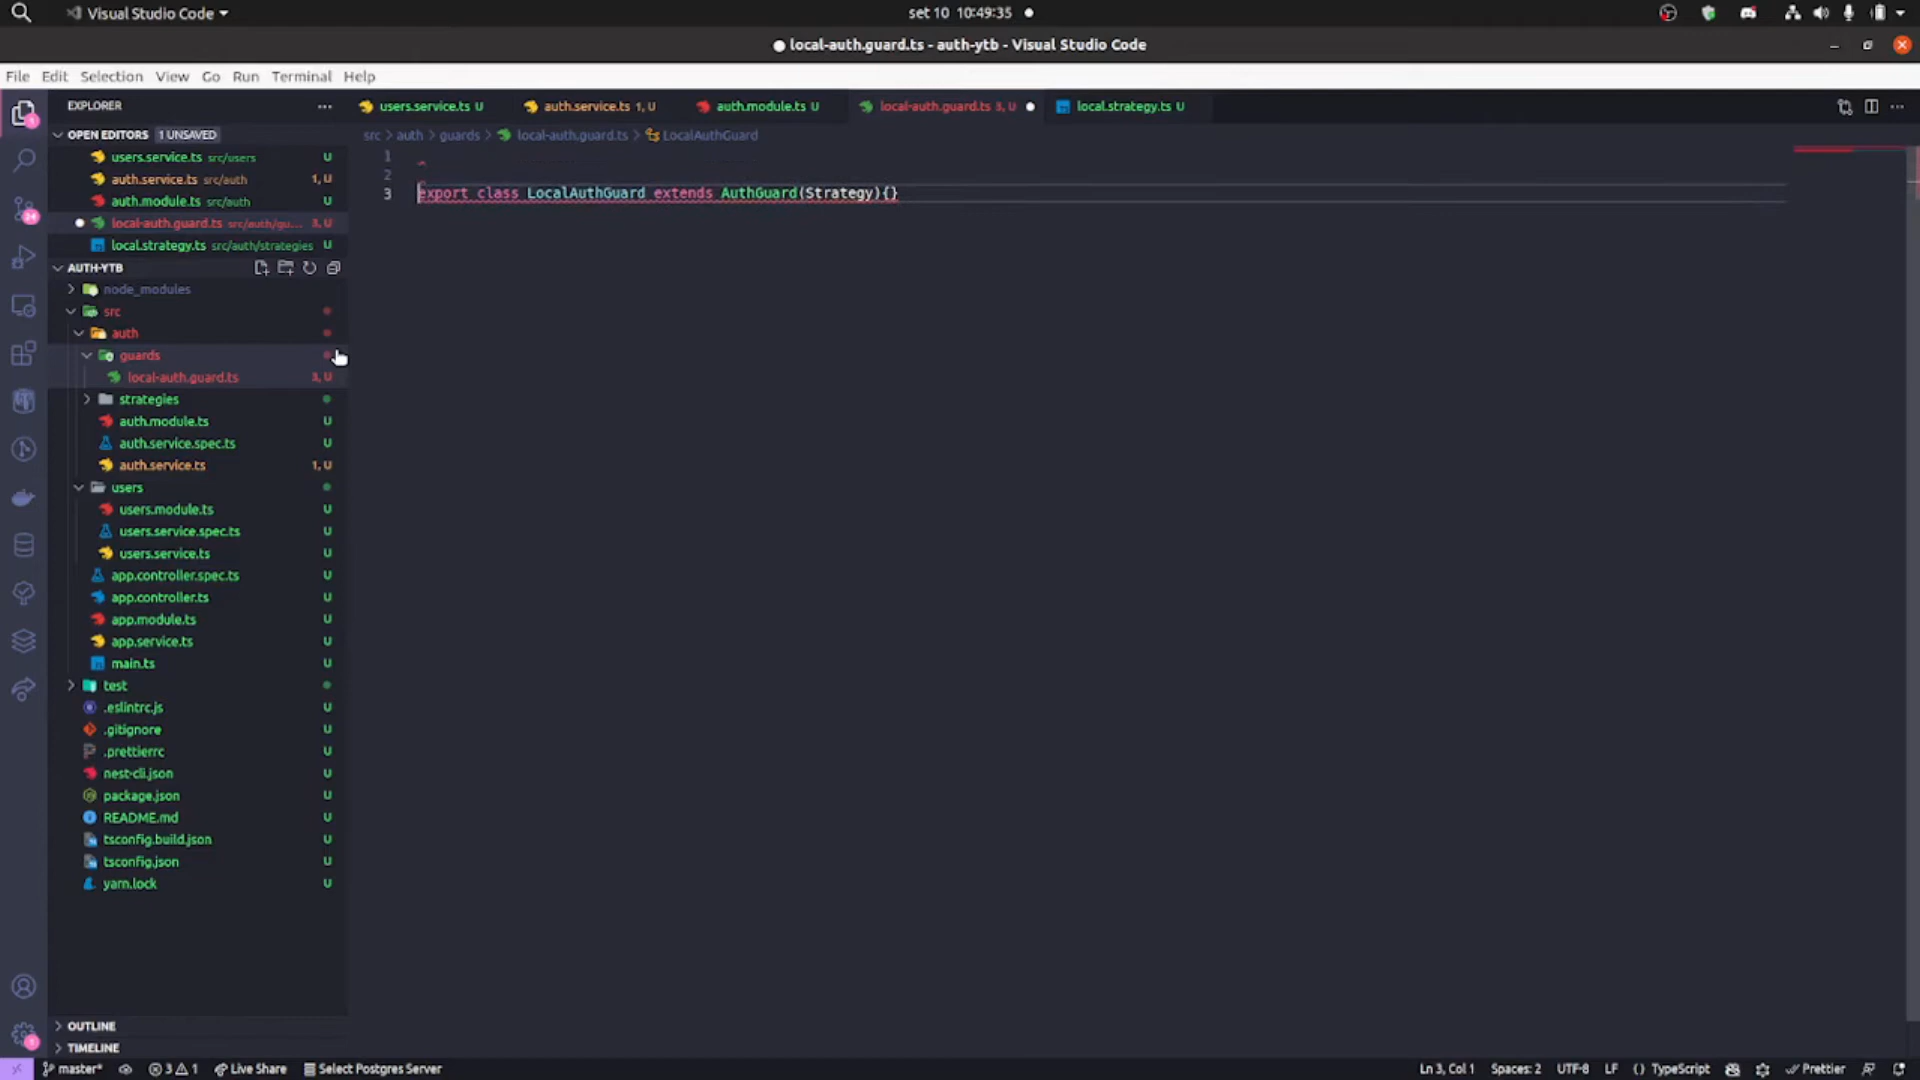 Visual Studio Code
set 10 10:49:35
local-auth.guard.ts - auth-ytb - Visual Studio Code
File Edit Selection View Go Run Terminal Help
EXPLORER
users.service.ts U
auth.service.ts 1, U
auth.module.ts U
local-auth.guard.ts 3, U
local.strategy.ts U
OPEN EDITORS 1 UNSAVED
src > auth > guards > local-auth.guard.ts > LocalAuthGuard
users.service.ts src/users U
auth.service.ts src/auth 1, U
auth.module.ts src/auth U
local-auth.guard.ts src/auth/gu... 3, U
local.strategy.ts src/auth/strategies U
1
2
3 export class LocalAuthGuard extends AuthGuard(Strategy){}
AUTH-YTB
node_modules
src
auth
guards
local-auth.guard.ts 3, U
strategies
auth.module.ts U
auth.service.spec.ts U
auth.service.ts 1, U
users
users.module.ts U
users.service.spec.ts U
users.service.ts U
app.controller.spec.ts U
app.controller.ts U
app.module.ts U
app.service.ts U
main.ts U
test
.eslintrc.js U
.gitignore U
.prettierrc U
nest-cli.json U
package.json U
README.md U
tsconfig.build.json U
tsconfig.json U
yarn.lock U
OUTLINE
TIMELINE
master* 3 1 Live Share Select Postgres Server
Ln 3, Col 1 Spaces: 2 UTF-8 LF {} TypeScript Prettier